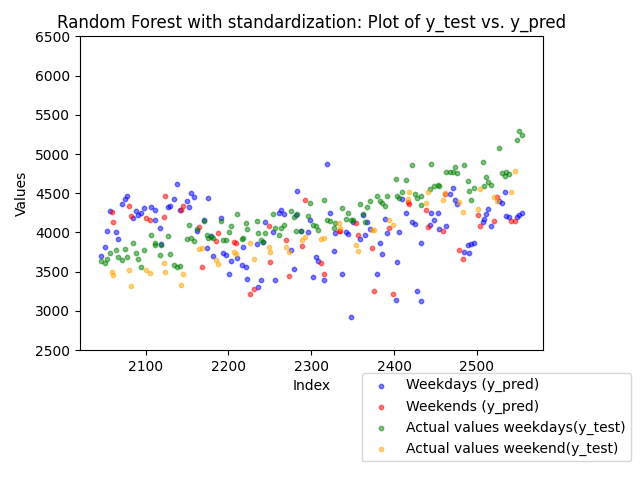 Random Forest with standardization: Plot of y_test vs. y_pred
6500
6000
5500
5000
4500
4000
3500
3000
2500
Values
2100 2200 2300 2400 2500
Index
Weekdays (y_pred)
Weekends (y_pred)
Actual values weekdays(y_test)
Actual values weekend(y_test)